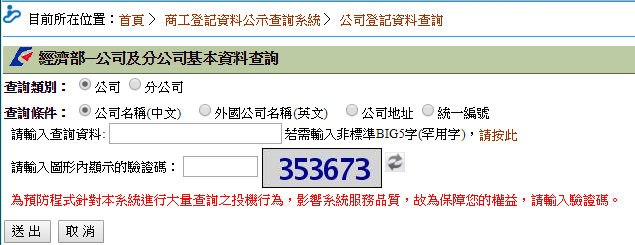 目前所在位置：首頁 〉 商工登記資料公示查詢系統 〉 公司登記資料查詢
經濟部─公司及分公司基本資料查詢
查詢類別： 公司 分公司
查詢條件： 公司名稱(中文) 外國公司名稱(英文) 公司地址 統一編號
請輸入查詢資料: 若需輸入非標準BIG5字(罕用字)，請按此
請輸入圖形內顯示的驗證碼： 353673
為預防程式針對本系統進行大量查詢之投機行為，影響系統服務品質，故為保障您的權益，請輸入驗證碼。
送出 取消